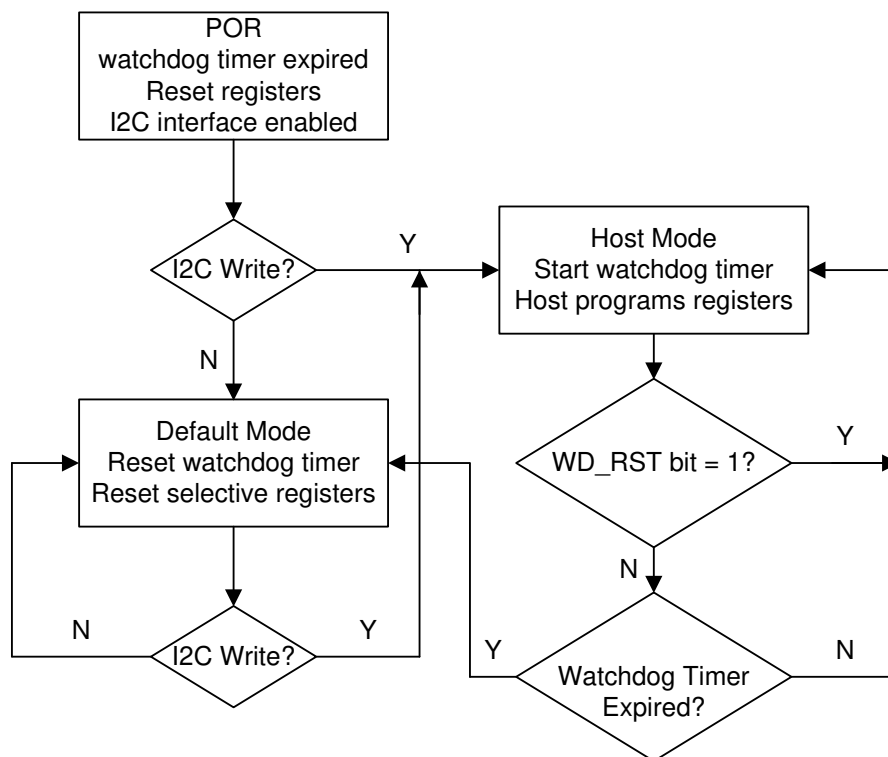 POR
watchdog timer expired
Reset registers
I2C interface enabled
I2C Write?
Y
N
Host Mode
Start watchdog timer
Host programs registers
Default Mode
Reset watchdog timer
Reset selective registers
WD_RST bit = 1?
Y
N
I2C Write?
N
Y
Watchdog Timer
Expired?
Y
N